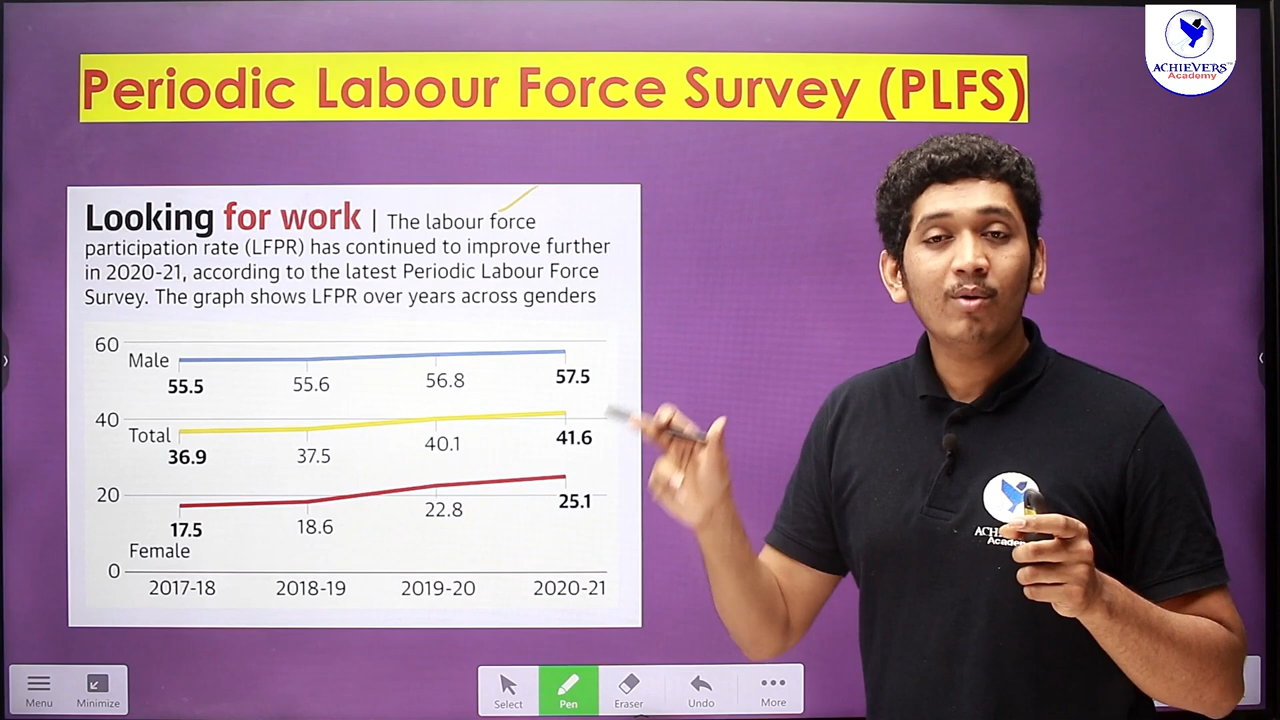 ACHIEVERS™
Academy
Periodic Labour Force Survey (PLFS)
Looking for work | The labour force
participation rate (LFPR) has continued to improve further
in 2020-21, according to the latest Periodic Labour Force
Survey. The graph shows LFPR over years across genders
60
Male
55.5 55.6 56.8 57.5
40
Total
36.9 37.5 40.1 41.6
20
17.5 18.6 22.8 25.1
Female
0
2017-18 2018-19 2019-20 2020-21
Academy
Menu Minimize Select Pen Eraser Undo More